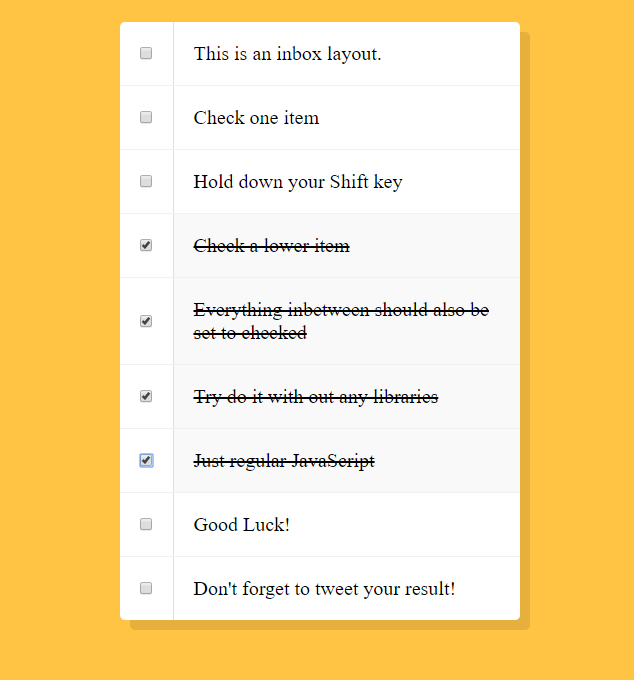 This is an inbox layout.
Check one item
Hold down your Shift key
Check a lower item
Everything inbetween should also be
set to checked
Try do it with out any libraries
Just regular JavaScript
Good Luck!
Don't forget to tweet your result!